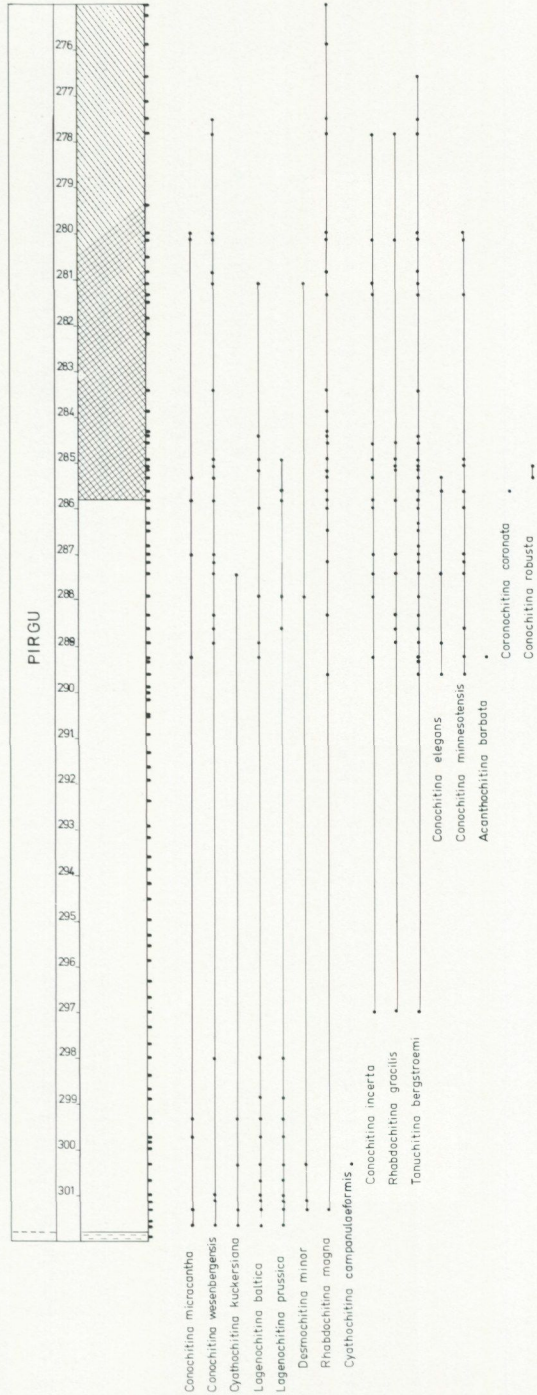 PIRGU
276
277
278
279
280
281
282
283
284
285
286
287
288
289
290
291
292
293
294
295
296
297
298
299
300
301
Conochitina micracantha
Conochitina wesenbergensis
Cyathochitina kuckersiana
Lagenochitina baltica
Lagenochitina prussica
Desmochitina minor
Rhabdochitina magna
Cyathochitina campanulaeformis
Conochitina incerta
Rhabdochitina gracilis
Tanuchitina bergstroemi
Conochitina elegans
Conochitina minnesotensis
Acanthochitina barbata
Coronochitina coronata
Conochitina robusta